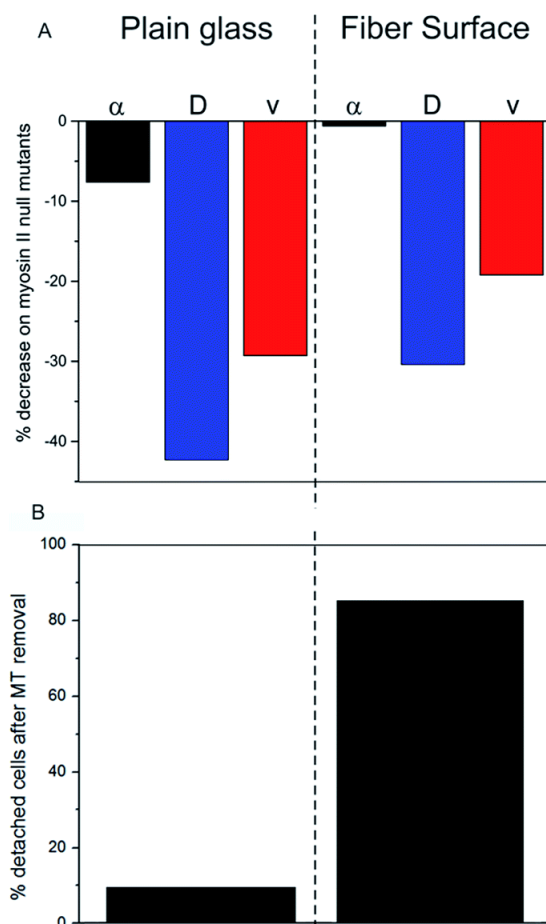 A
Plain glass
Fiber Surface
α D v
α D v
% decrease on myosin II null mutants
0
-10
-20
-30
-40
B
% detached cells after MT removal
100
80
60
40
20
0